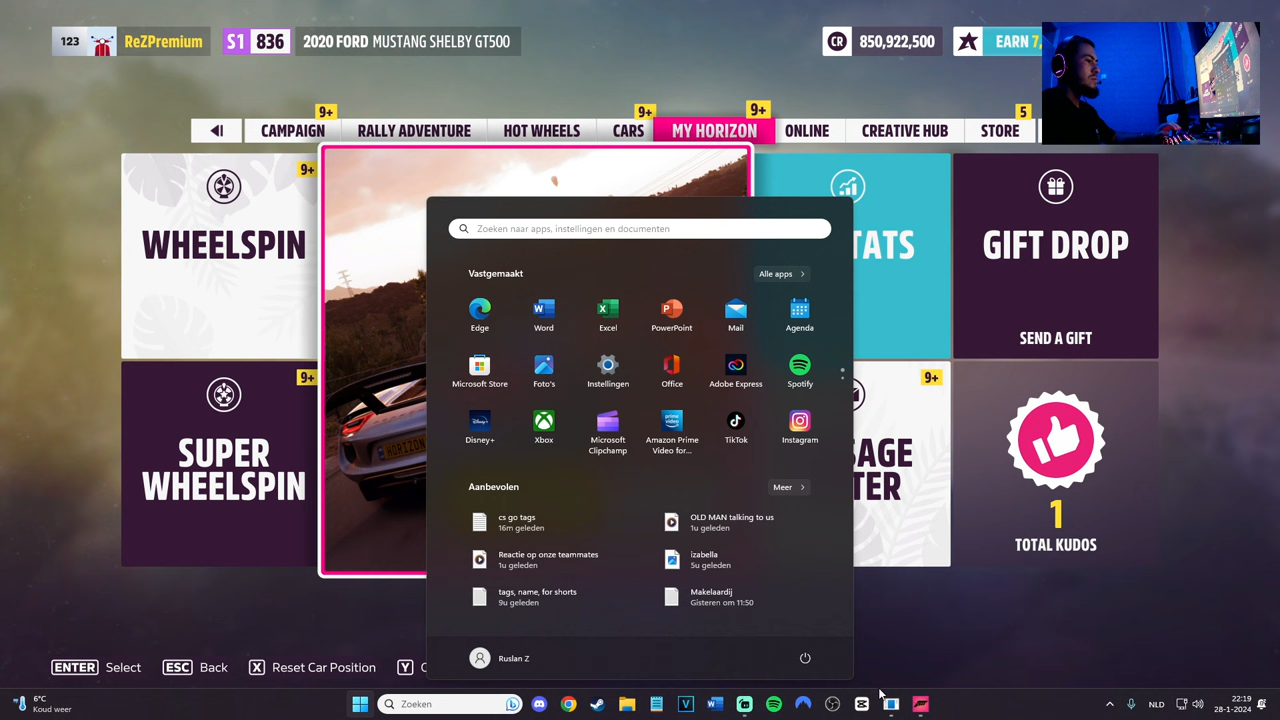 123 ReZPremium S1 836 2020 FORD MUSTANG SHELBY GT500 CR 850,922,500 EARN 7,
9+ 9+ 9+ 5
CAMPAIGN RALLY ADVENTURE HOT WHEELS CARS MY HORIZON ONLINE CREATIVE HUB STORE
9+
WHEELSPIN
TATS
GIFT DROP
SEND A GIFT
9+
SUPER
WHEELSPIN
9+
SAGE
TER
1
TOTAL KUDOS
HORIZON
Zoeken naar apps, instellingen en documenten
Vastgemaakt Alle apps
Edge Word Excel PowerPoint Mail Agenda
Microsoft Store Foto's Instellingen Office Adobe Express Spotify
Disney+ Xbox Microsoft Clipchamp Amazon Prime Video for... TikTok Instagram
Aanbevolen Meer
cs go tags
16m geleden
OLD MAN talking to us
1u geleden
Reactie op onze teammates
1u geleden
izabella
5u geleden
tags, name, for shorts
9u geleden
Makelaardij
Gisteren om 11:50
Ruslan Z
ENTER Select ESC Back X Reset Car Position Y
6°C
Koud weer
Zoeken
NLD
22:19
28-1-2024